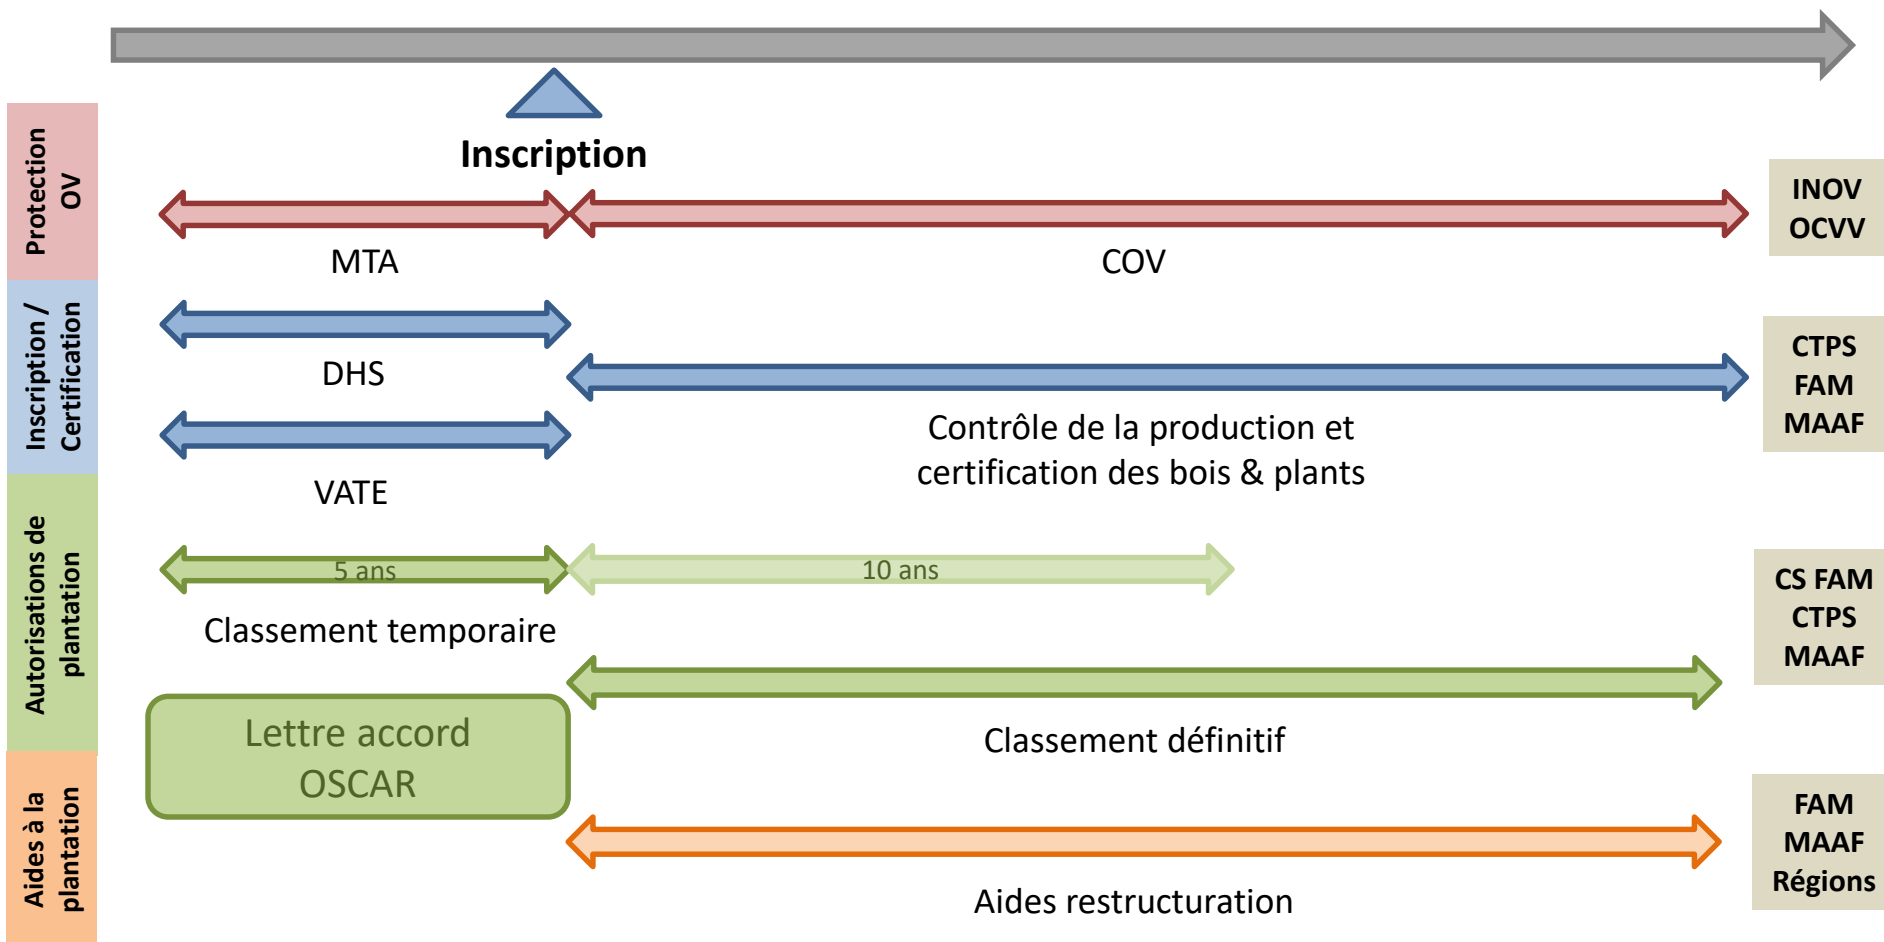 Inscription
Protection
OV
MTA
COV
INOV
OCVV
Inscription /
Certification
DHS
VATE
Contrôle de la production et
certification des bois & plants
CTPS
FAM
MAAF
Autorisations de
plantation
5 ans
10 ans
Classement temporaire
Classement définitif
CS FAM
CTPS
MAAF
Lettre accord
OSCAR
Aides à la
plantation
Aides restructuration
FAM
MAAF
Régions